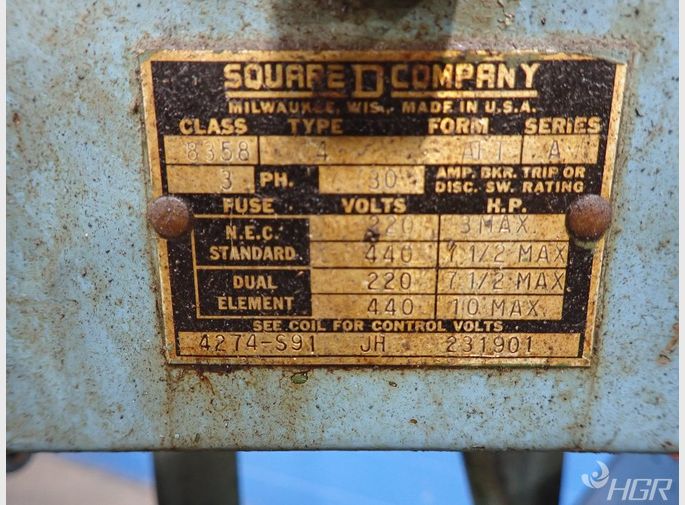 SQUARE D COMPANY
MILWAUKEE, WIS., MADE IN U.S.A.
CLASS TYPE FORM SERIES
8358 4 A
3 PH. 30 AMP. BKR. TRIP OR
DISC. SW. RATING
FUSE VOLTS H.P.
N.E.C. STANDARD 220 3 MAX.
440 7 1/2 MAX
DUAL ELEMENT 220 7 1/2 MAX
440 10 MAX.
SEE COIL FOR CONTROL VOLTS
4274-S91 JH 231901
HGR